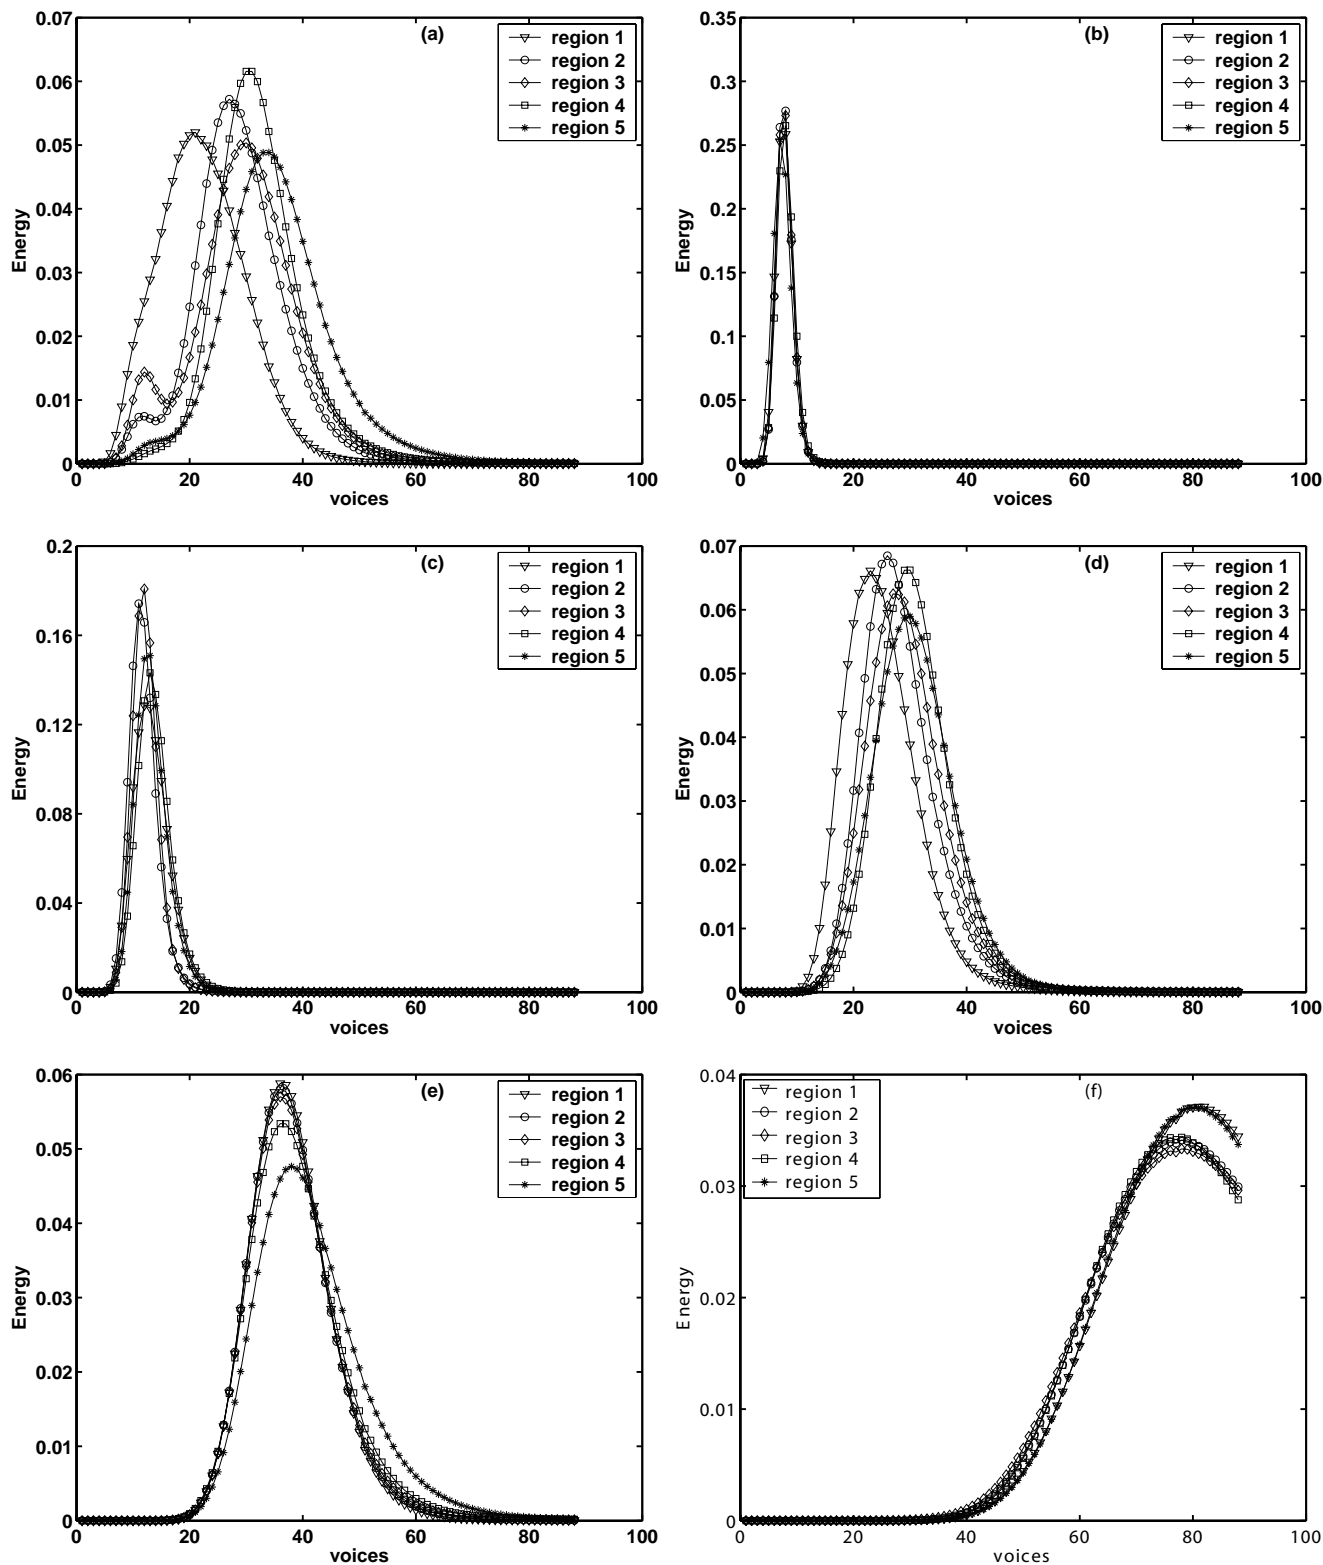 (a)
region 1
region 2
region 3
region 4
region 5
0.07
0.06
0.05
0.04
0.03
0.02
0.01
0
Energy
0 20 40 60 80 100
voices
(b)
region 1
region 2
region 3
region 4
region 5
0.35
0.3
0.25
0.2
0.15
0.1
0.05
0
Energy
0 20 40 60 80 100
voices
(c)
region 1
region 2
region 3
region 4
region 5
0.2
0.16
0.12
0.08
0.04
0
Energy
0 20 40 60 80 100
voices
(d)
region 1
region 2
region 3
region 4
region 5
0.07
0.06
0.05
0.04
0.03
0.02
0.01
0
Energy
0 20 40 60 80 100
voices
(e)
region 1
region 2
region 3
region 4
region 5
0.06
0.05
0.04
0.03
0.02
0.01
0
Energy
0 20 40 60 80 100
voices
(f)
region 1
region 2
region 3
region 4
region 5
0.04
0.03
0.02
0.01
0
Energy
0 20 40 60 80 100
voices